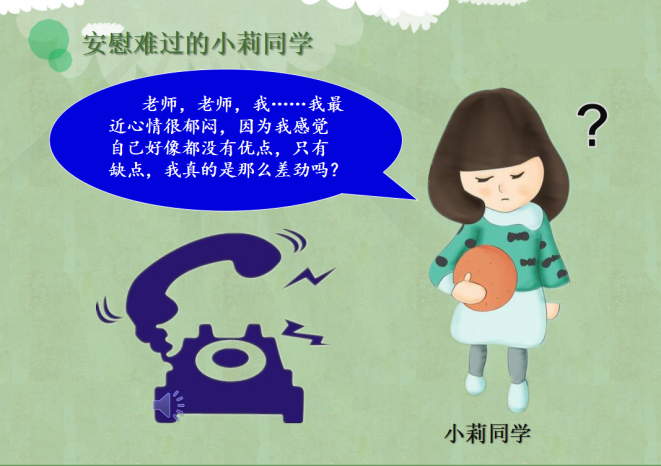 安慰难过的小莉同学
老师，老师，我……我最
近心情很郁闷，因为我感觉
自己好像都没有优点，只有
缺点，我真的是那么差劲吗？
?
小莉同学